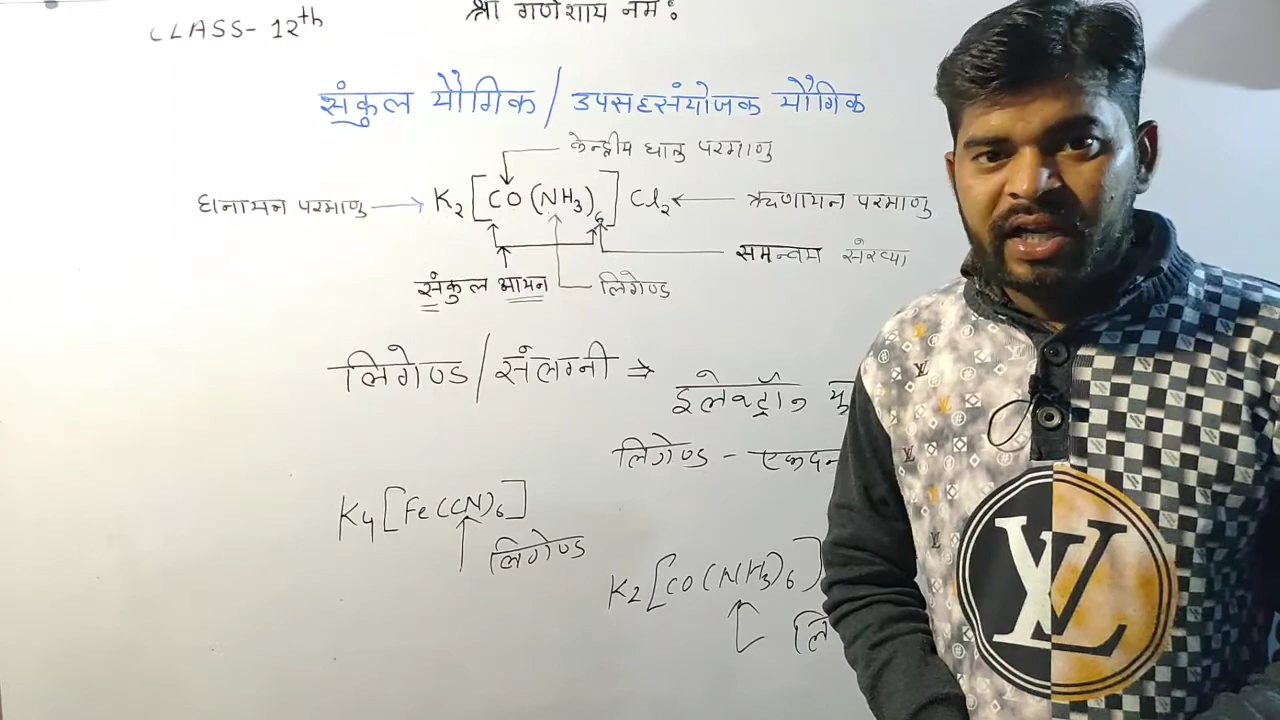 CLASS- 12th
श्री गणेशाय नमः
संकुल यौगिक / उपसहसंयोजक यौगिक
केन्द्रीय धातु परमाणु
धनायन परमाणु → K2 [CO (NH3)6] Cl2 ← ऋणायन परमाणु
समन्वय संख्या
संकुल आयन
लिगेण्ड
लिगेण्ड / संलग्नी ⇒
इलेक्ट्रॉन
लिगेण्ड -
K4 [Fe(CN)6]
लिगेण्ड
K2 [CO (NH3)6]